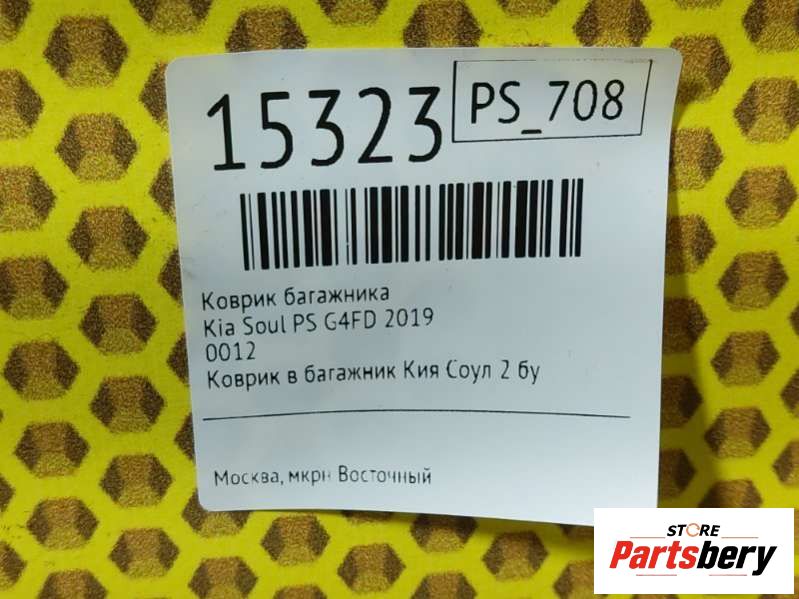 15323
PS_708
Коврик багажника
Kia Soul PS G4FD 2019
0012
Коврик в багажник Кия Соул 2 бу
Москва, мкрн Восточный
STORE
Partsbery